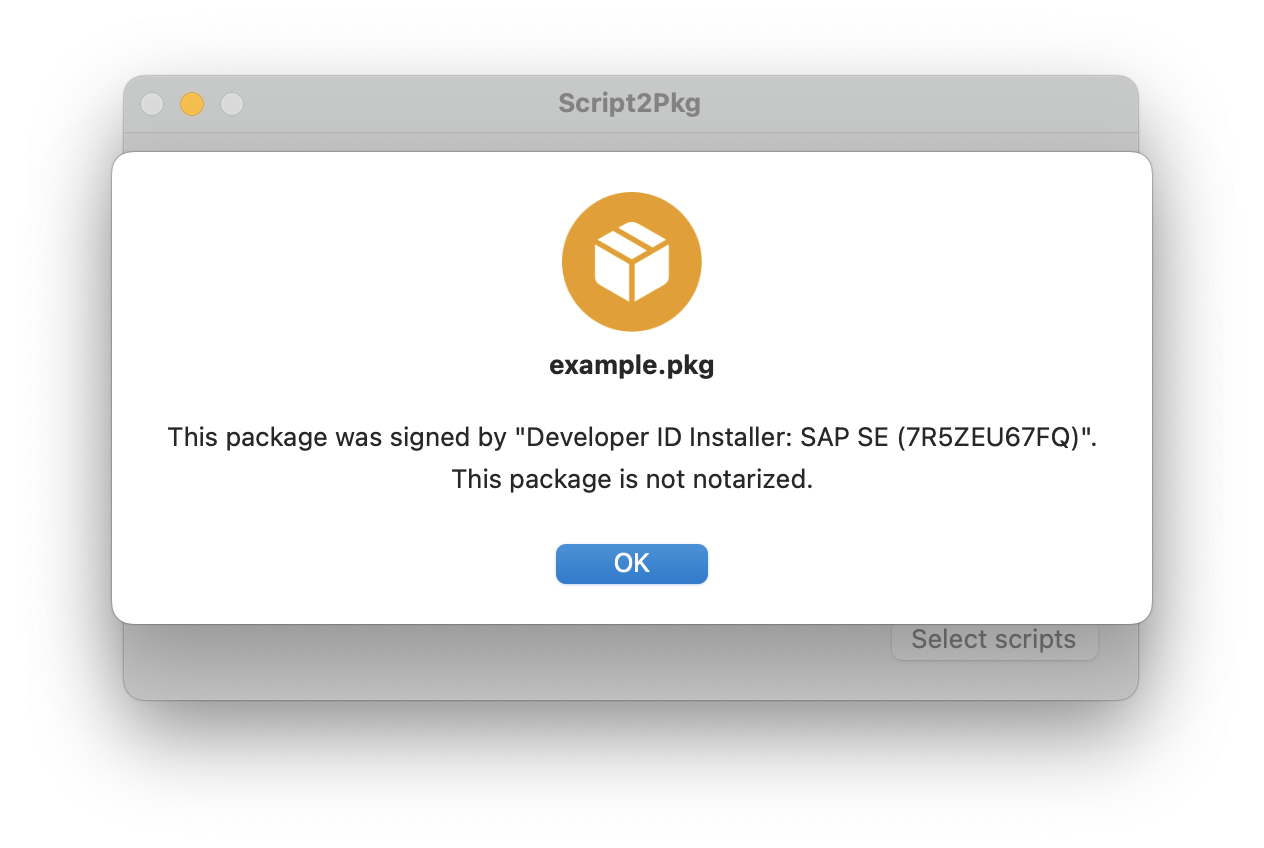 Script2Pkg
example.pkg
This package was signed by "Developer ID Installer: SAP SE (7R5ZEU67FQ)".
This package is not notarized.
OK
Select scripts